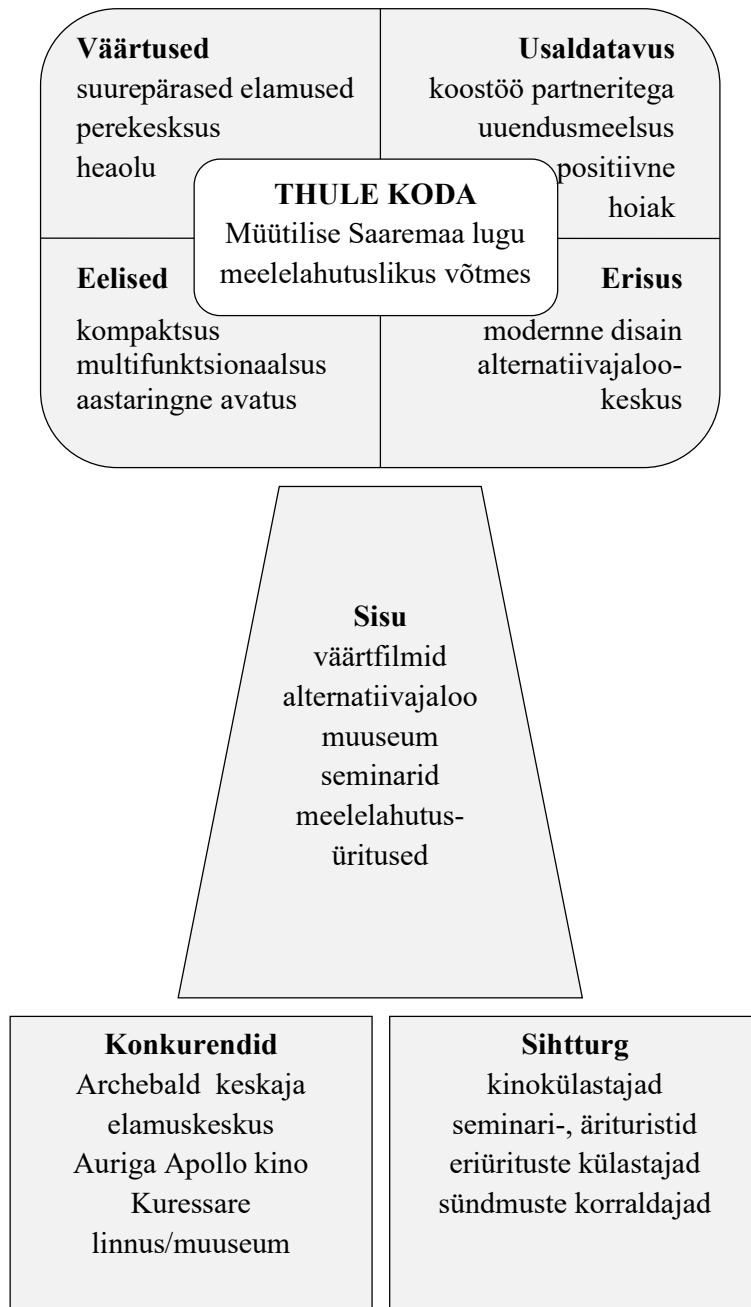 Väärtused
suurepärased elamused
perekesksus
heaolu
Usaldatavus
koostöö partneritega
uuendusmeelsus
positiivne
hoiak
THULE KODA
Müütilise Saaremaa lugu
meelelahutuslikus võtmes
Eelised
kompaktsus
multifunktsionaalsus
aastaringne avatus
Erisus
modernne disain
alternatiivajaloo-
keskus
Sisu
väärtfilmid
alternatiivajaloo
muuseum
seminarid
meelelahutus-
üritused
Konkurendid
Archebald keskaja
elamuskeskus
Auriga Apollo kino
Kuressare
linnus/muuseum
Sihtturg
kinokülastajad
seminari-, ärituristid
eriürituste külastajad
sündmuste korraldajad